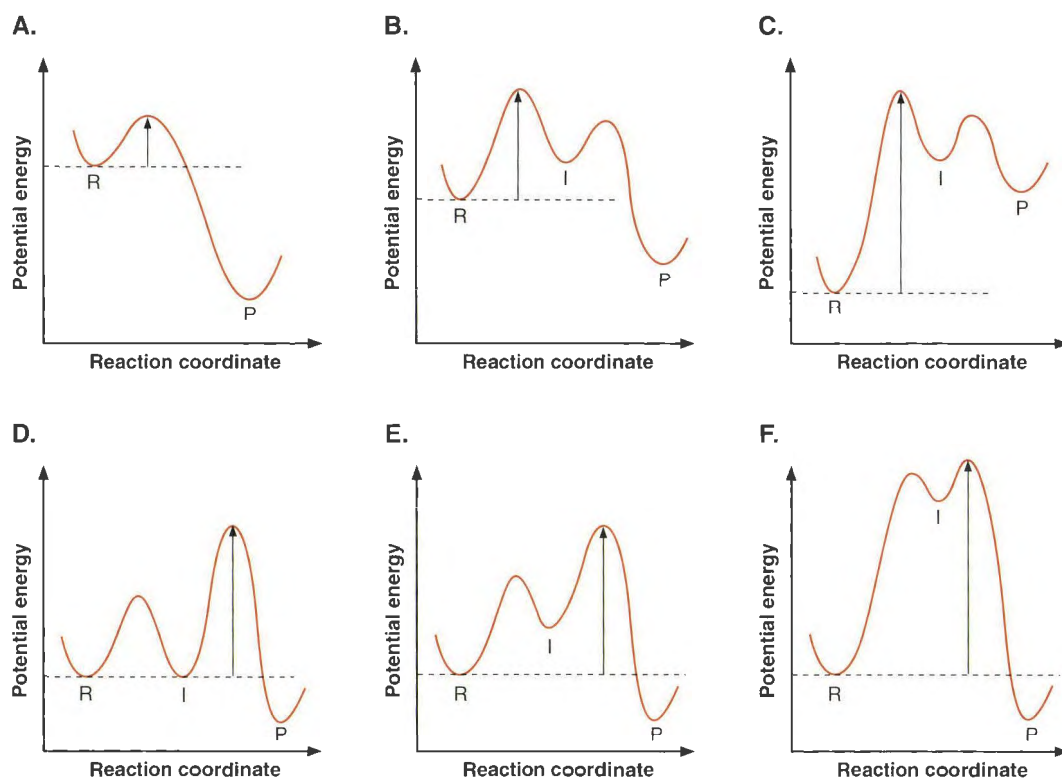 A.
Potential energy
R
P
Reaction coordinate
B.
Potential energy
R
I
P
Reaction coordinate
C.
Potential energy
R
I
P
Reaction coordinate
D.
Potential energy
R
I
P
Reaction coordinate
E.
Potential energy
R
I
P
Reaction coordinate
F.
Potential energy
R
I
P
Reaction coordinate